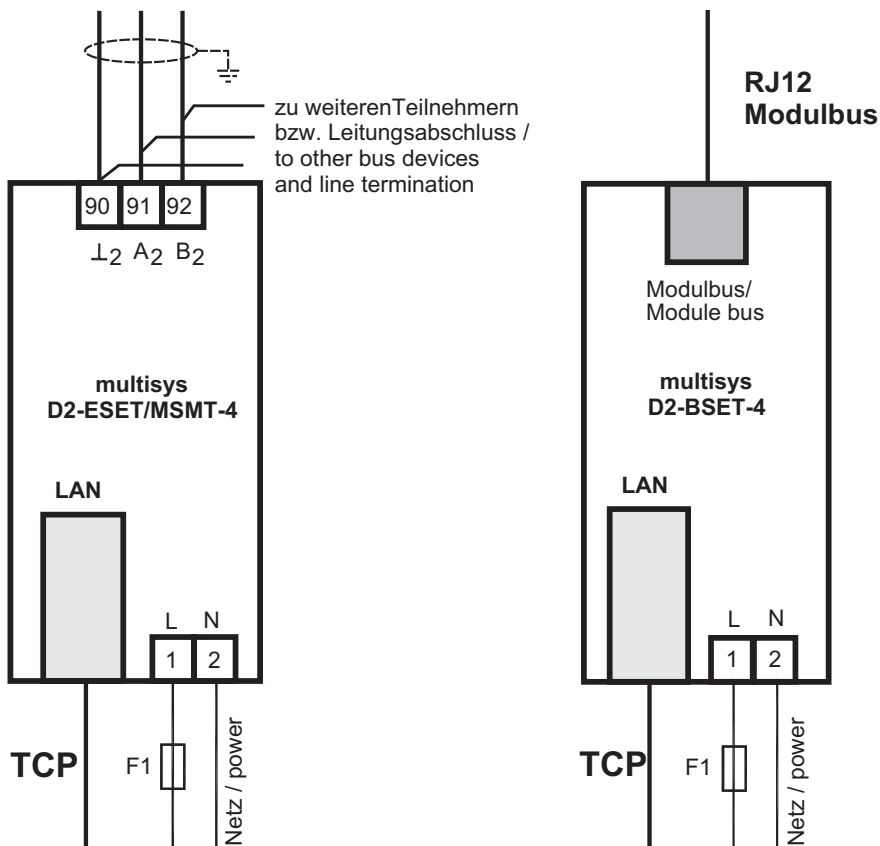 zu weiterenTeilnehmern
bzw. Leitungsabschluss /
to other bus devices
and line termination
90 91 92
⊥2 A2 B2
multisys
D2-ESET/MSMT-4
LAN
L N
1 2
TCP
F1
Netz / power
RJ12
Modulbus
Modulbus/
Module bus
multisys
D2-BSET-4
LAN
L N
1 2
TCP
F1
Netz / power